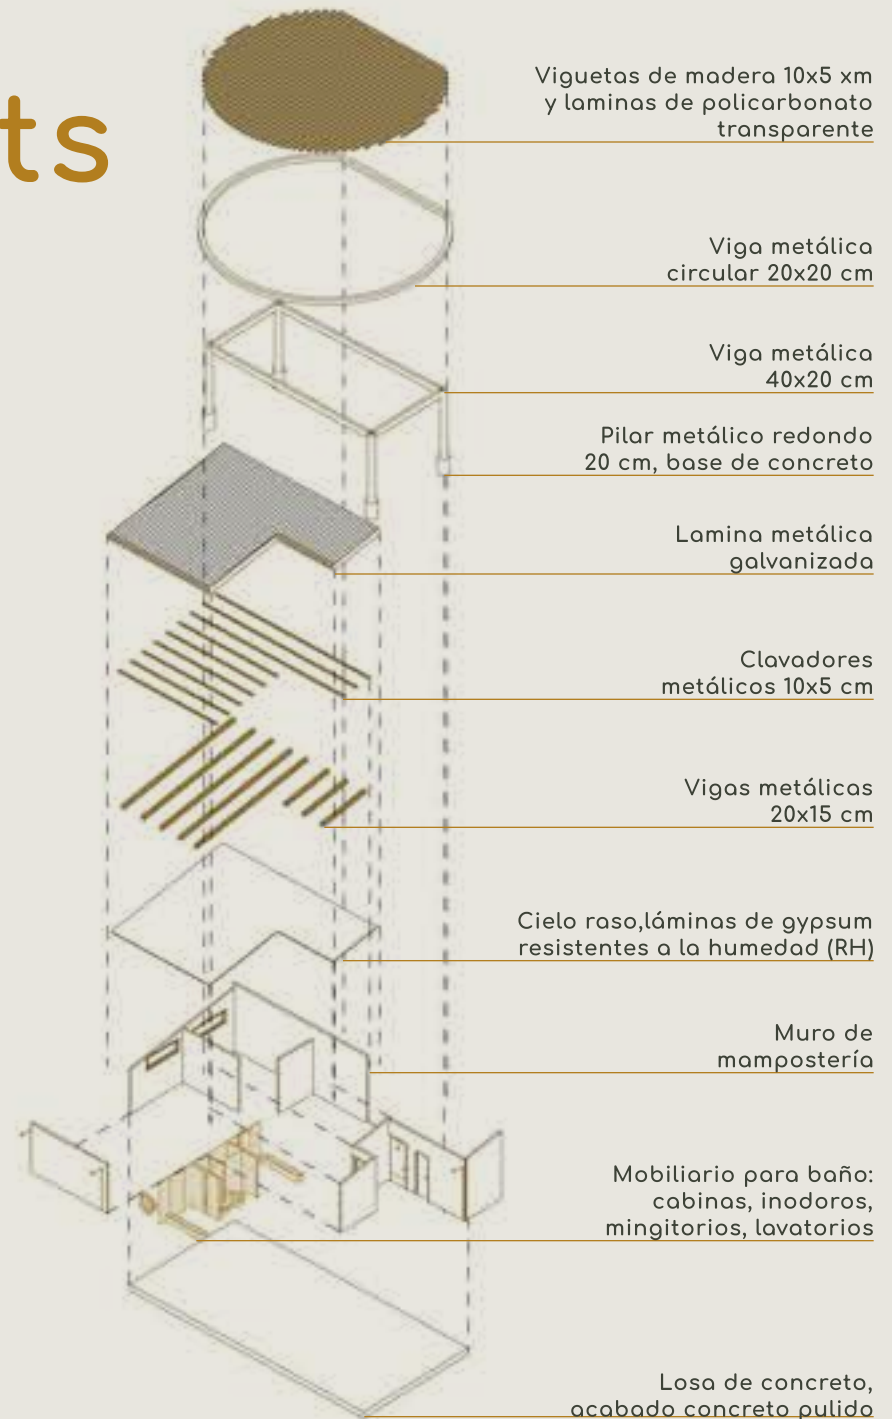 ts
Viguetas de madera 10x5 xm
y laminas de policarbonato
transparente
Viga metálica
circular 20x20 cm
Viga metálica
40x20 cm
Pilar metálico redondo
20 cm, base de concreto
Lamina metálica
galvanizada
Clavadores
metálicos 10x5 cm
Vigas metálicas
20x15 cm
Cielo raso,láminas de gypsum
resistentes a la humedad (RH)
Muro de
mampostería
Mobiliario para baño:
cabinas, inodoros,
mingitorios, lavatorios
Losa de concreto,
acabado concreto pulido